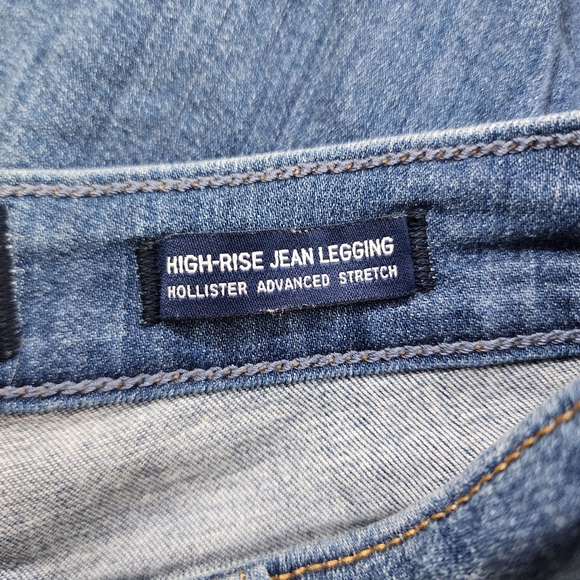 HIGH-RISE JEAN LEGGING
HOLLISTER ADVANCED STRETCH